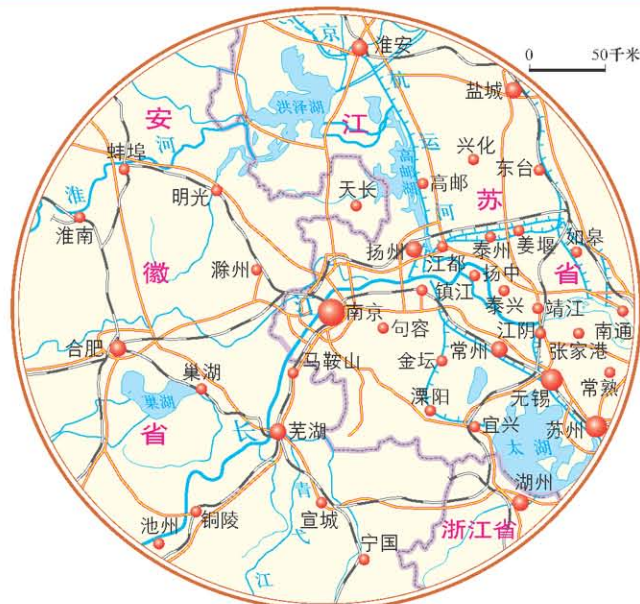 京
淮安
0 50千米
盐城
洪泽湖
杭
安
江
河
云
兴化
蚌埠
高邮湖
东台
高邮
淮
明光
天长
苏
河
淮南
扬州
泰州
姜堰
如皋
江都
扬中
徽
滁州
省
镇江
江
南京
泰兴
靖江
南通
句容
江阴
合肥
常州
张家港
马鞍山
金坛
巢湖
常熟
无锡
溧阳
巢湖
长
芜湖
宜兴
苏州
省
太湖
青
湖州
弋
铜陵
宣城
池州
浙江省
宁国
江